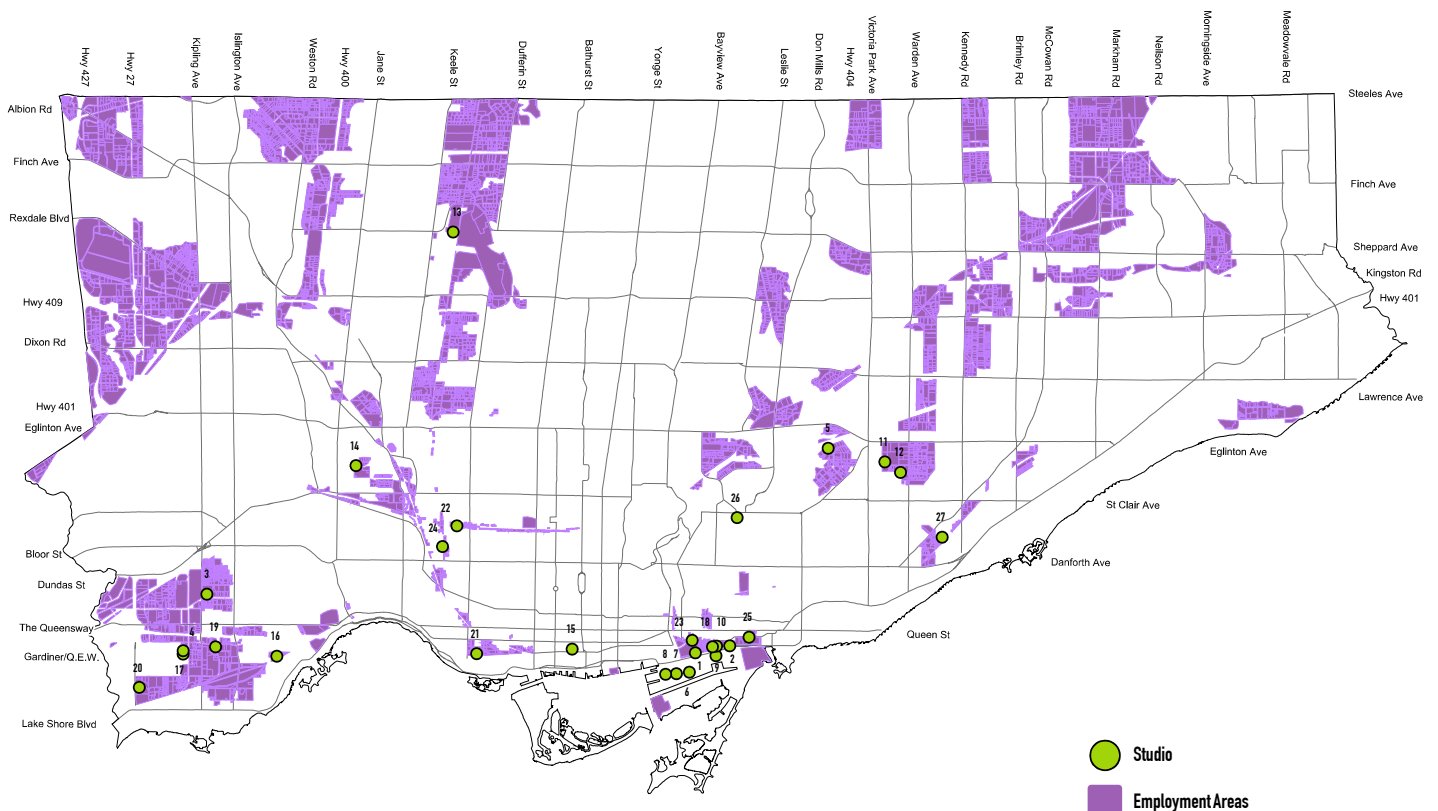 Hwy 427
Hwy 27
Kipling Ave
Islington Ave
Weston Rd
Hwy 400
Jane St
Keele St
Dufferin St
Bathurst St
Yonge St
Bayview Ave
Leslie St
Don Mills Rd
Hwy 404
Victoria Park Ave
Warden Ave
Kennedy Rd
Brimley Rd
McCowan Rd
Markham Rd
Neilson Rd
Morningside Ave
Meadowvale Rd
Steeles Ave
Albion Rd
Finch Ave
Finch Ave
Rexdale Blvd
13
Sheppard Ave
Kingston Rd
Hwy 409
Hwy 401
Dixon Rd
Lawrence Ave
Hwy 401
Eglinton Ave
14
5
11
12
Eglinton Ave
26
22
24
27
St Clair Ave
Bloor St
Danforth Ave
Dundas St
3
The Queensway
4
19
16
21
15
23
18
10
25
Queen St
Gardiner/Q.E.W.
20
17
8
7
1
9
2
6
Lake Shore Blvd
Studio
Employment Areas